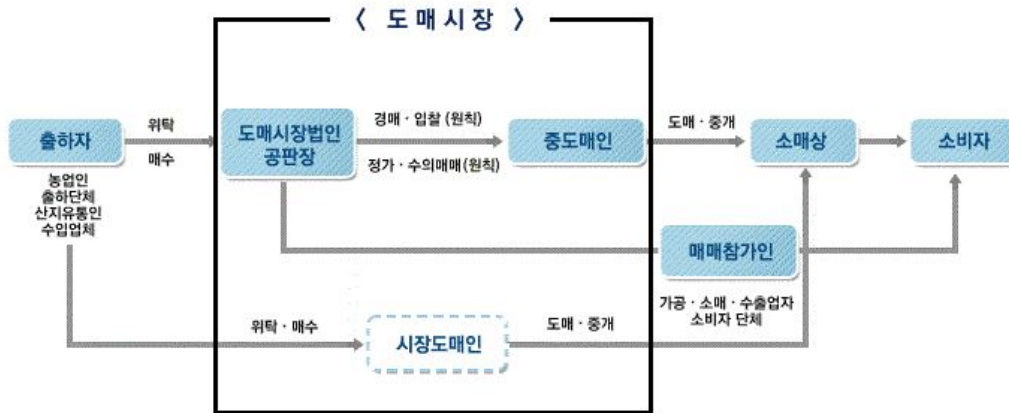 〈 도 매 시 장 〉
출하자
농업인
출하단체
산지유통인
수입업체
위탁
매수
도매시장법인
공판장
경매 · 입찰 (원칙)
정가 · 수의매매(원칙)
중도매인
도매 · 중개
소매상
소비자
매매참가인
가공 · 소매 · 수출업자
소비자 단체
위탁 · 매수
시장도매인
도매 · 중개